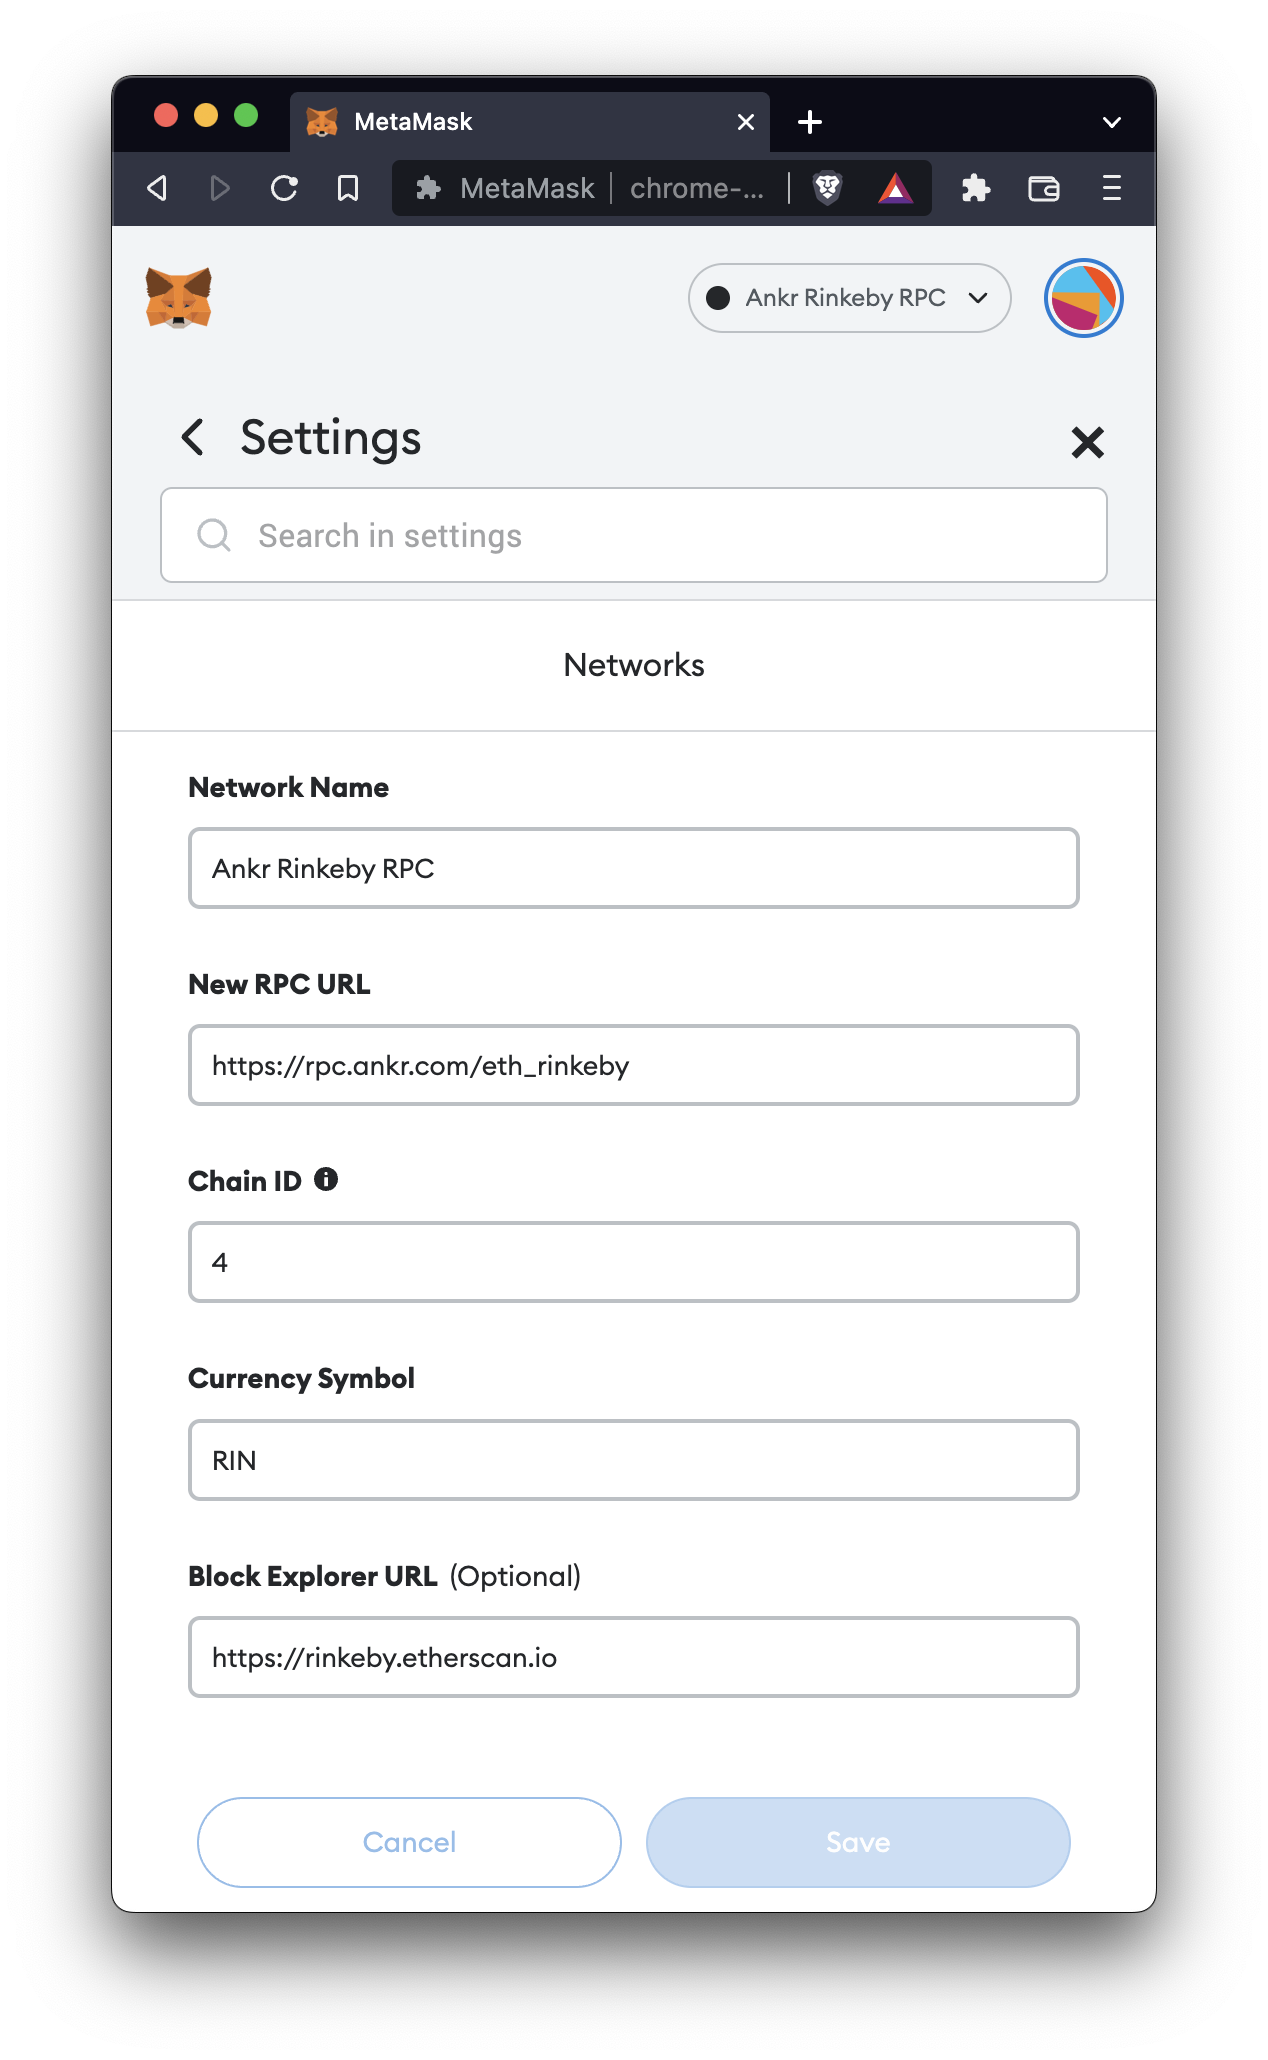 MetaMask
MetaMask chrome-...
Ankr Rinkeby RPC
Settings
Search in settings
Networks
Network Name
Ankr Rinkeby RPC
New RPC URL
https://rpc.ankr.com/eth_rinkeby
Chain ID
4
Currency Symbol
RIN
Block Explorer URL (Optional)
https://rinkeby.etherscan.io
Cancel Save